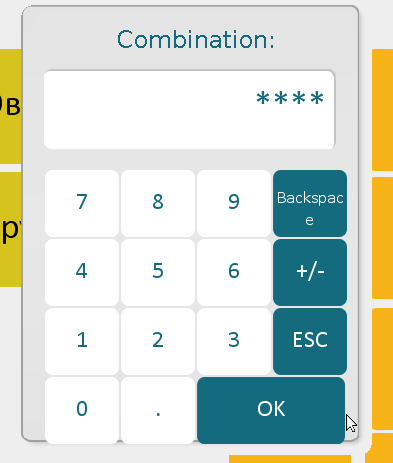 Combination:
****
7 8 9 Backspac
e
4 5 6 +/-
1 2 3 ESC
0 . OK